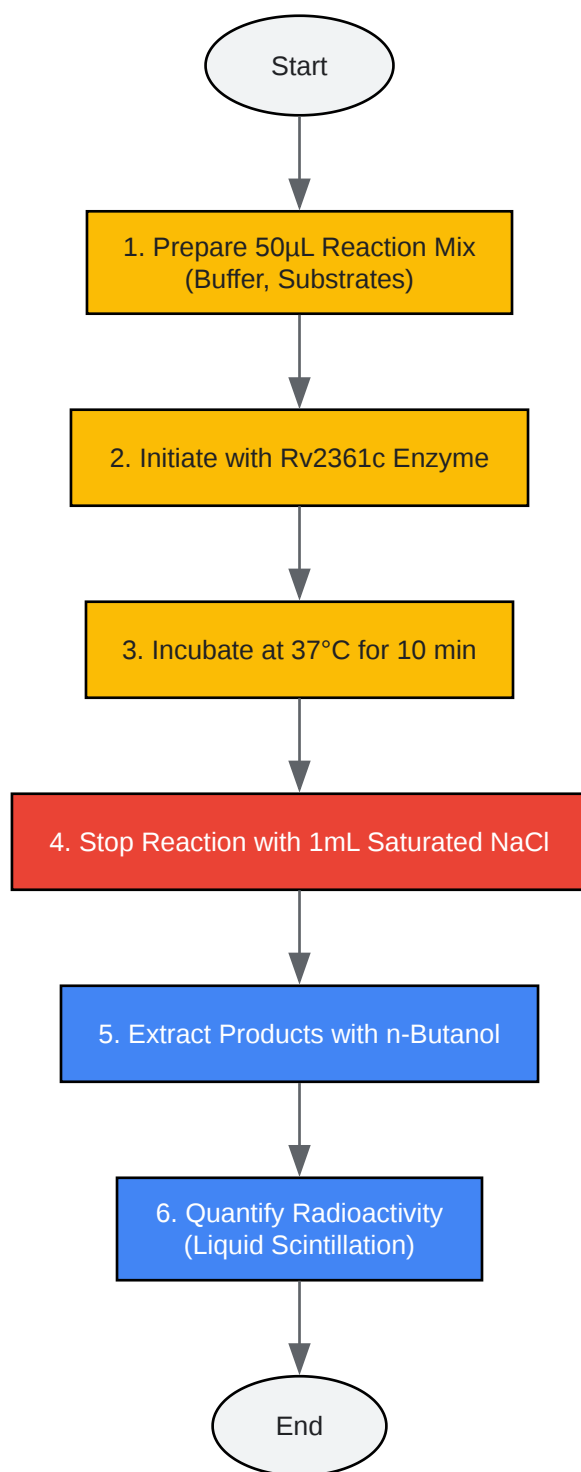 Start
1. Prepare 50µL Reaction Mix
(Buffer, Substrates)
2. Initiate with Rv2361c Enzyme
3. Incubate at 37°C for 10 min
4. Stop Reaction with 1mL Saturated NaCl
5. Extract Products with n-Butanol
6. Quantify Radioactivity
(Liquid Scintillation)
End